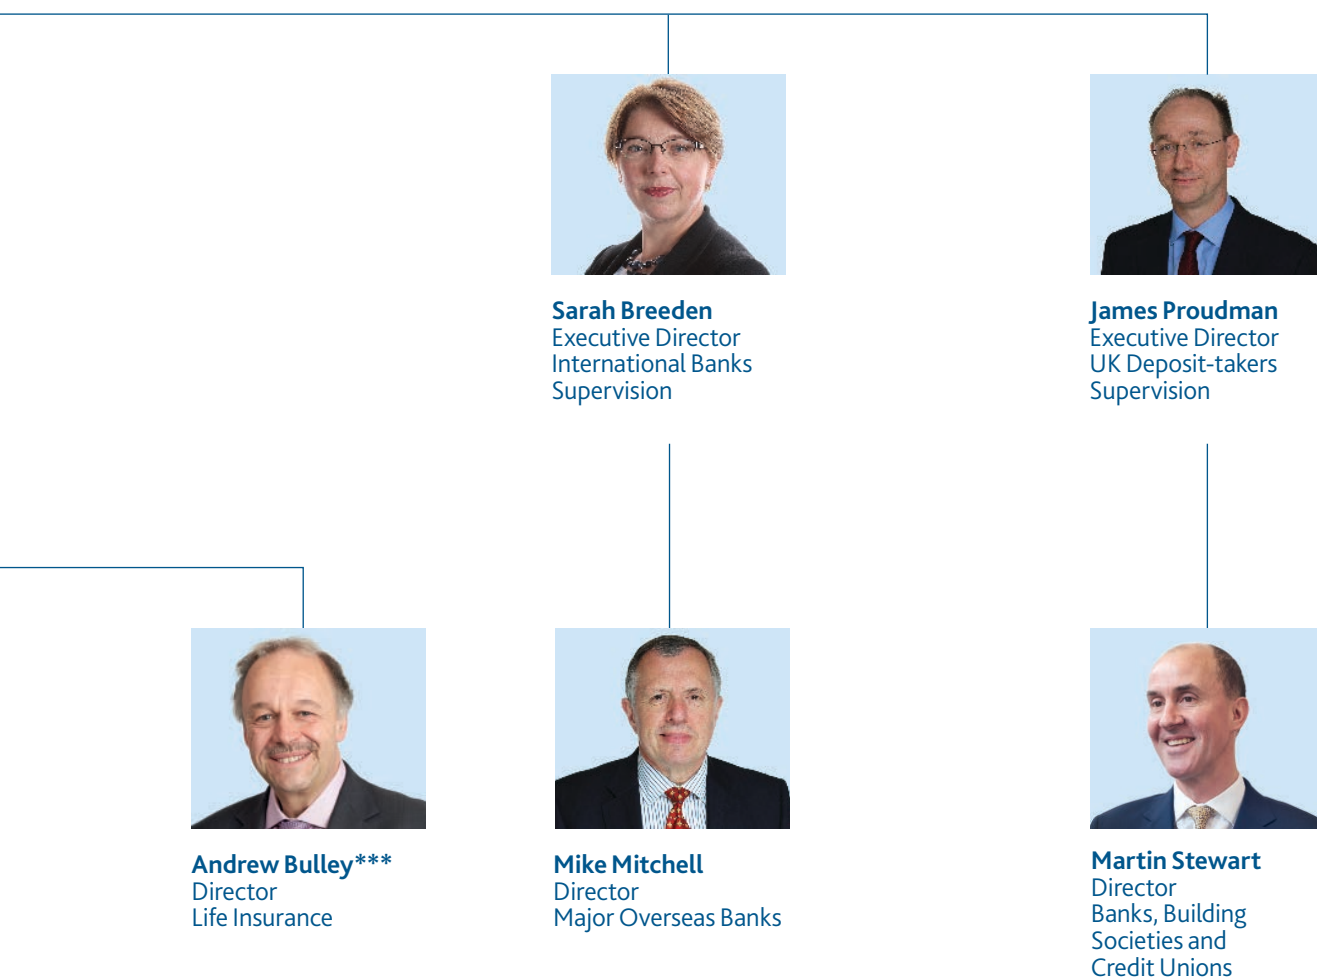 Sarah Breeden
Executive Director
International Banks
Supervision
James Proudman
Executive Director
UK Deposit-takers
Supervision
Andrew Bulley***
Director
Life Insurance
Mike Mitchell
Director
Major Overseas Banks
Martin Stewart
Director
Banks, Building
Societies and
Credit Unions